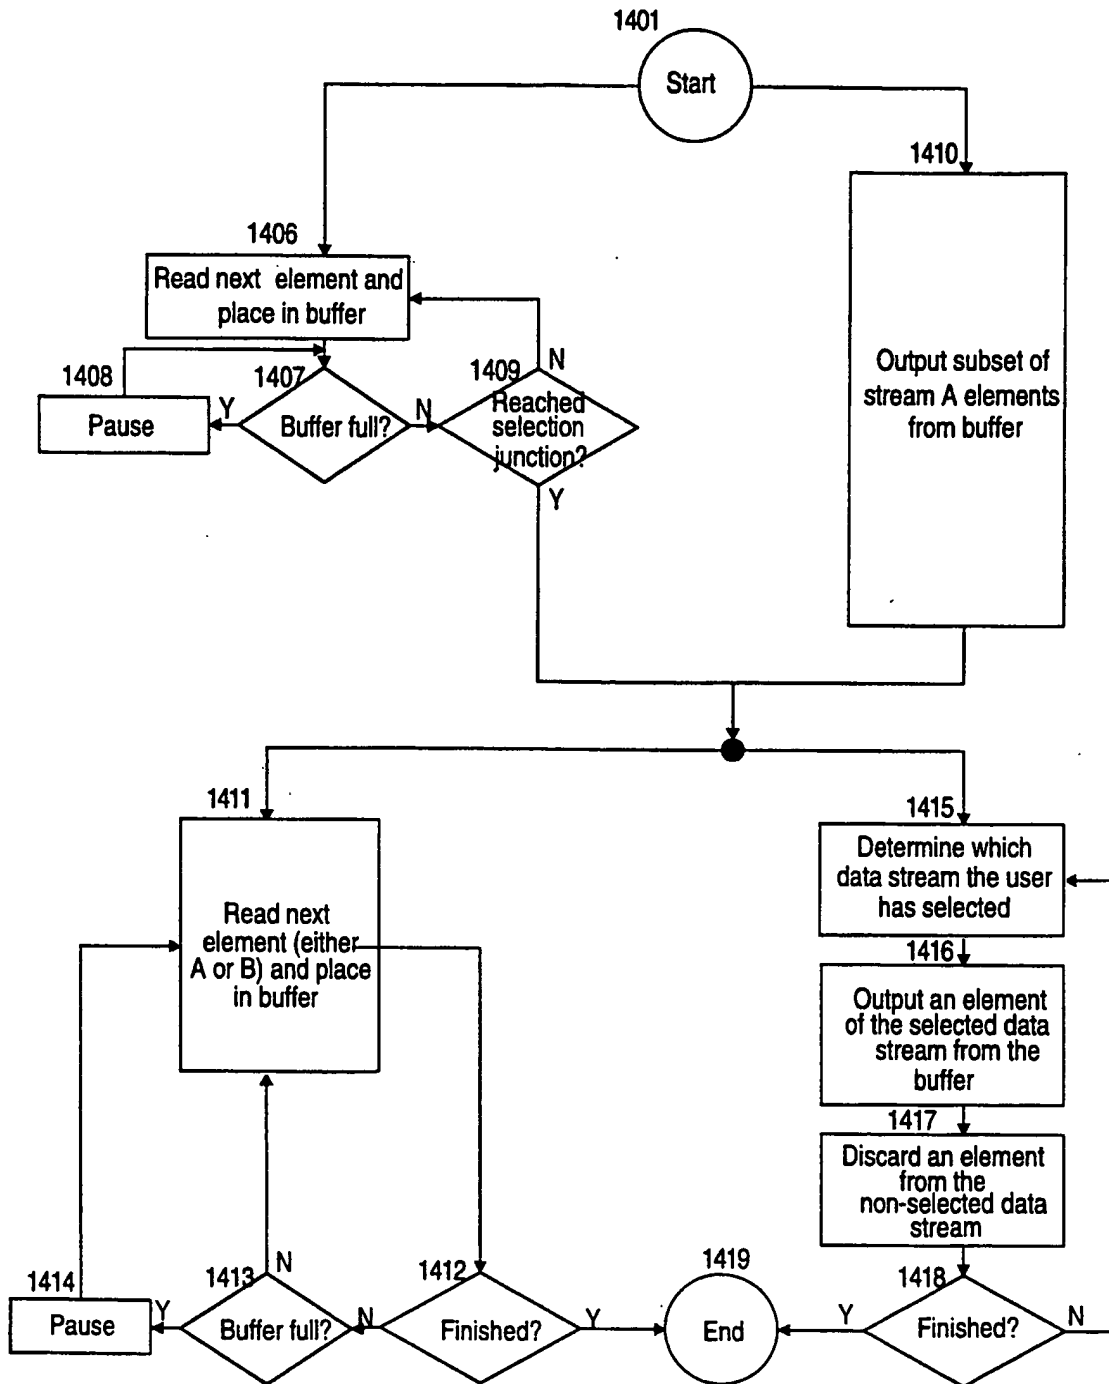 1401
Start
1410
Output subset of
stream A elements
from buffer
1406
Read next element and
place in buffer
1408
Pause
Y
1407
Buffer full?
N
1409
Reached
selection
junction?
N
Y
1411
Read next
element (either
A or B) and place
in buffer
1415
Determine which
data stream the user
has selected
1416
Output an element
of the selected data
stream from the
buffer
1417
Discard an element
from the
non-selected data
stream
1414
Pause
Y
1413
Buffer full?
N
N
1412
Finished?
Y
1419
End
Y
1418
Finished?
N